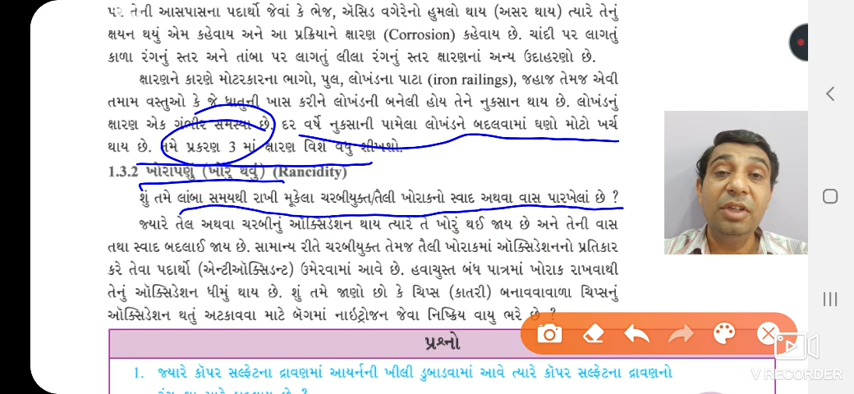 પર તેની આસપાસના પદાર્થો જેવાં કે ભેજ, ઍસિડ વગેરેનો હુમલો થાય (અસર થાય) ત્યારે તેનું
ક્ષયન થયું એમ કહેવાય અને આ પ્રક્રિયાને ક્ષારણ (Corrosion) કહેવાય છે. ચાંદી પર લાગતું
કાળા રંગનું સ્તર અને તાંબા પર લાગતું લીલા રંગનું સ્તર ક્ષારણનાં અન્ય ઉદાહરણો છે.
ક્ષારણને કારણે મોટરકારના ભાગો, પુલ, લોખંડના પાટા (iron railings), જહાજ તેમજ એવી
તમામ વસ્તુઓ કે જે ધાતુની ખાસ કરીને લોખંડની બનેલી હોય તેને નુકસાન થાય છે. લોખંડનું
ક્ષારણ એક ગંભીર સમસ્યા છે. દર વર્ષે નુકસાની પામેલા લોખંડને બદલવામાં ઘણો મોટો ખર્ચ
થાય છે. તમે પ્રકરણ 3 માં ક્ષારણ વિશે વધુ શીખશો.
1.3.2 ખોરાપણું (ખોરું થવું) (Rancidity)
શું તમે લાંબા સમયથી રાખી મૂકેલા ચરબીયુક્ત/તૈલી ખોરાકનો સ્વાદ અથવા વાસ પારખેલાં છે ?
જ્યારે તેલ અથવા ચરબીનું ઑક્સિડેશન થાય ત્યારે તે ખોરું થઈ જાય છે અને તેની વાસ
તથા સ્વાદ બદલાઈ જાય છે. સામાન્ય રીતે ચરબીયુક્ત તેમજ તૈલી ખોરાકમાં ઑક્સિડેશનનો પ્રતિકાર
કરે તેવા પદાર્થો (એન્ટીઑક્સિડન્ટ) ઉમેરવામાં આવે છે. હવાચુસ્ત બંધ પાત્રમાં ખોરાક રાખવાથી
તેનું ઑક્સિડેશન ધીમું થાય છે. શું તમે જાણો છો કે ચિપ્સ (કાતરી) બનાવવાવાળા ચિપ્સનું
ઑક્સિડેશન થતું અટકાવવા માટે બૅગમાં નાઇટ્રોજન જેવા નિષ્ક્રિય વાયુ ભરે છે ?
પ્રશ્નો
1. જ્યારે કૉપર સલ્ફેટના દ્રાવણમાં આયર્નની ખીલી ડુબાડવામાં આવે ત્યારે કૉપર સલ્ફેટના દ્રાવણનો
V RECORDER